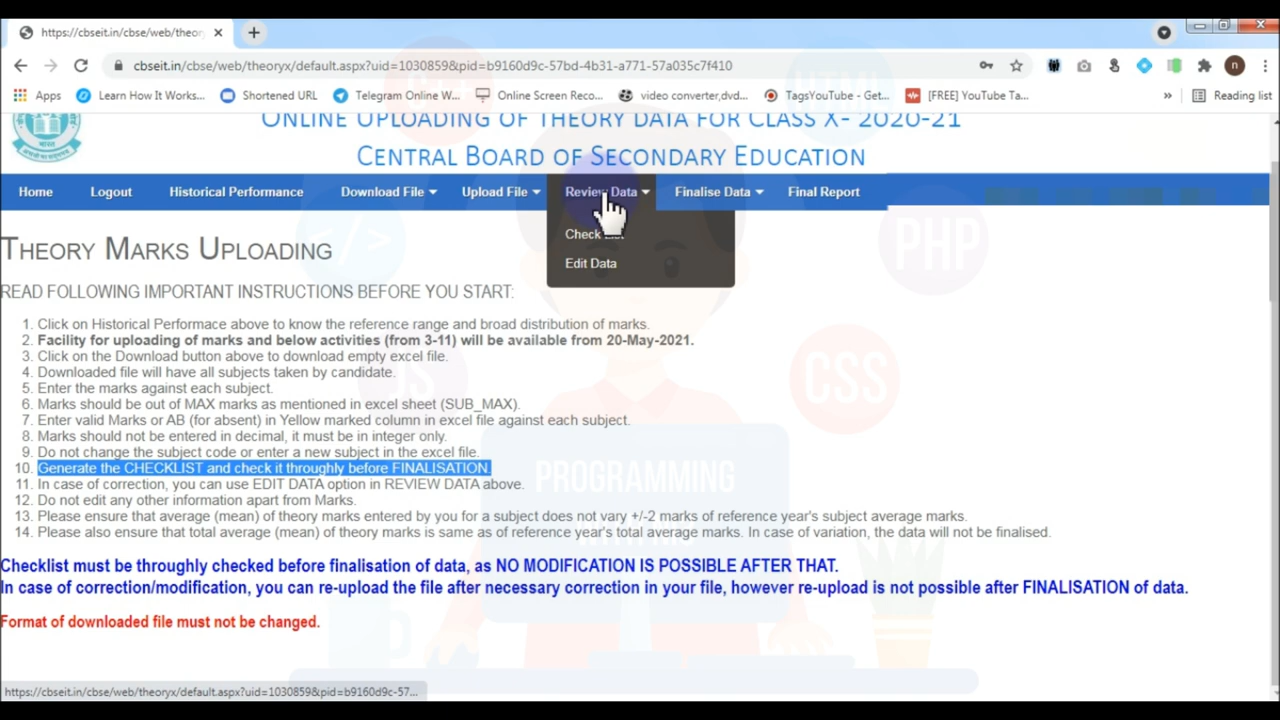 https://cbseit.in/cbse/web/theory
cbseit.in/cbse/web/theoryx/default.aspx?uid=1030859&pid=b9160d9c-57bd-4b31-a771-57a035c7f410
n
Apps Learn How It Works... Shortened URL Telegram Online W... Online Screen Reco... video converter,dvd... TagsYouTube - Get... [FREE] YouTube Ta... » Reading list
ONLINE UPLOADING OF THEORY DATA FOR CLASS X- 2020-21
CENTRAL BOARD OF SECONDARY EDUCATION
भारत
Home Logout Historical Performance Download File Upload File Review Data Finalise Data Final Report
Check
Edit Data
THEORY MARKS UPLOADING
READ FOLLOWING IMPORTANT INSTRUCTIONS BEFORE YOU START:
1. Click on Historical Performace above to know the reference range and broad distribution of marks.
2. Facility for uploading of marks and below activities (from 3-11) will be available from 20-May-2021.
3. Click on the Download button above to download empty excel file.
4. Downloaded file will have all subjects taken by candidate.
5. Enter the marks against each subject.
6. Marks should be out of MAX marks as mentioned in excel sheet (SUB_MAX).
7. Enter valid Marks or AB (for absent) in Yellow marked column in excel file against each subject.
8. Marks should not be entered in decimal, it must be in integer only.
9. Do not change the subject code or enter a new subject in the excel file.
10. Generate the CHECKLIST and check it throughly before FINALISATION.
11. In case of correction, you can use EDIT DATA option in REVIEW DATA above.
12. Do not edit any other information apart from Marks.
13. Please ensure that average (mean) of theory marks entered by you for a subject does not vary +/-2 marks of reference year's subject average marks.
14. Please also ensure that total average (mean) of theory marks is same as of reference year's total average marks. In case of variation, the data will not be finalised.
Checklist must be throughly checked before finalisation of data, as NO MODIFICATION IS POSSIBLE AFTER THAT.
In case of correction/modification, you can re-upload the file after necessary correction in your file, however re-upload is not possible after FINALISATION of data.
Format of downloaded file must not be changed.
https://cbseit.in/cbse/web/theoryx/default.aspx?uid=1030859&pid=b9160d9c-57...
C++
HTML
</>
PHP
JS
CSS
PROGRAMMING